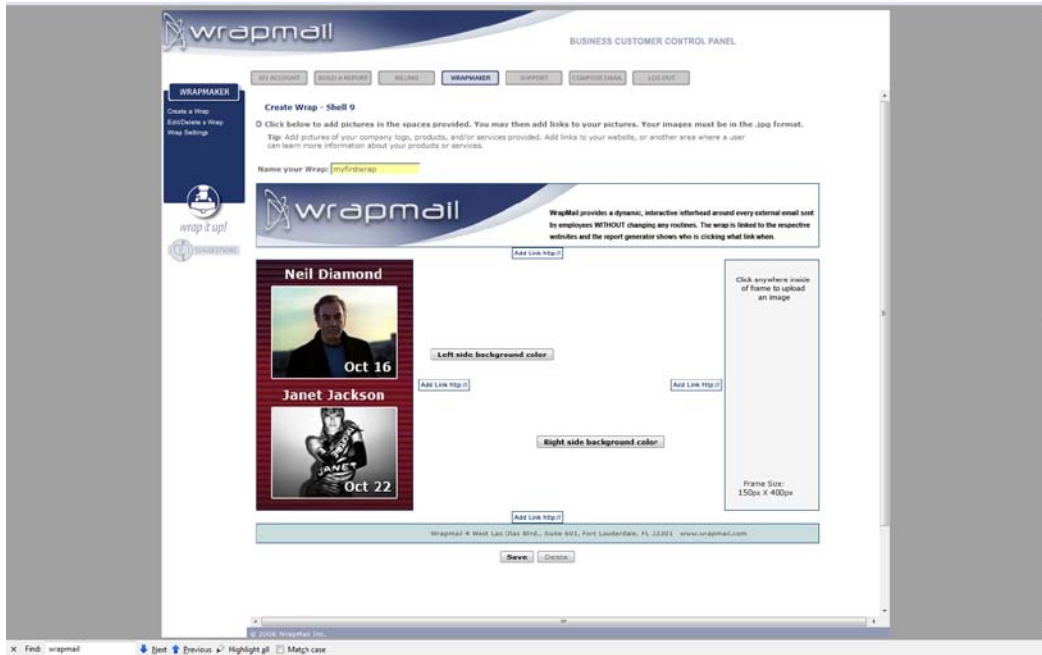 wrapmail
BUSINESS CUSTOMER CONTROL PANEL
MY ACCOUNT BUILD A REPORT BILLING WRAPMAKER SUPPORT COMPOSE EMAIL LOG OUT
WRAPMAKER
Create a Wrap
Edit/Delete a Wrap
Wrap Settings
wrap it up!
SUGGESTIONS
Create Wrap - Shell 9
Click below to add pictures in the spaces provided. You may then add links to your pictures. Your images must be in the .jpg format.
Tip: Add pictures of your company logo, products, and/or services provided. Add links to your website, or another area where a user
can learn more information about your products or services.
Name your Wrap: myfirstwrap
wrapmail
WrapMail provides a dynamic, interactive letterhead around every external email sent
by employees WITHOUT changing any routines. The wrap is linked to the respective
websites and the report generator shows who is clicking what link when.
Add Link http://
Neil Diamond
Oct 16
Janet Jackson
JANET
Oct 22
Left side background color
Add Link http://
Add Link http://
Right side background color
Click anywhere inside
of frame to upload
an image
Frame Size:
150px X 400px
Add Link http://
Wrapmail 4 West Las Olas Blvd., Suite 601, Fort Lauderdale, FL 33301 www.wrapmail.com
Save Delete
© 2008 WrapMail Inc.
× Find: wrapmail Next Previous Highlight all Match case